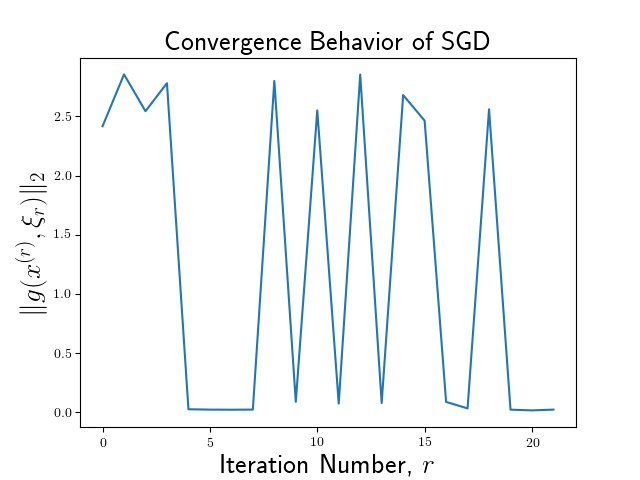 Convergence Behavior of SGD
||g(x^{(r)}, ξ_r)||_2
2.5
2.0
1.5
1.0
0.5
0.0
0 5 10 15 20
Iteration Number, r